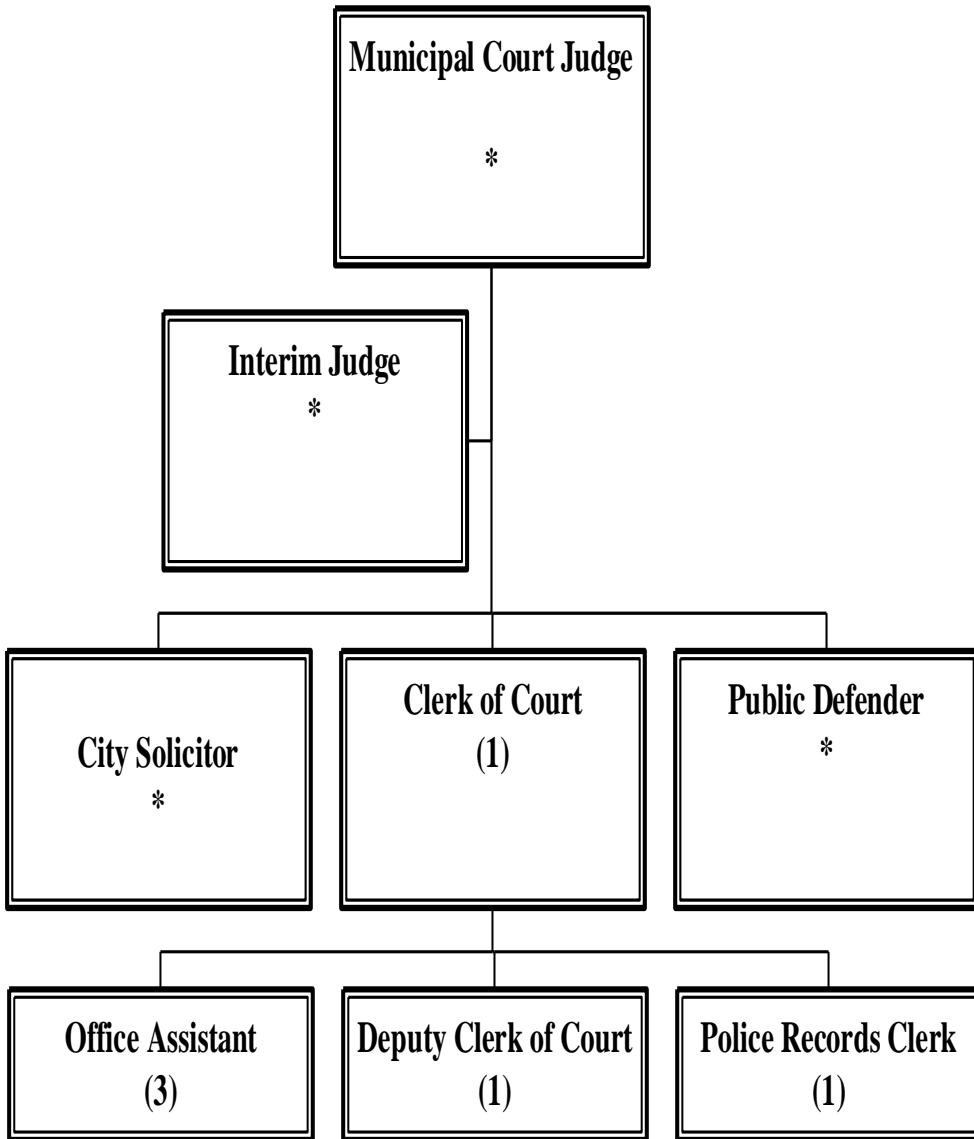 Municipal Court Judge
*
Interim Judge
*
City Solicitor
*
Clerk of Court
(1)
Public Defender
*
Office Assistant
(3)
Deputy Clerk of Court
(1)
Police Records Clerk
(1)